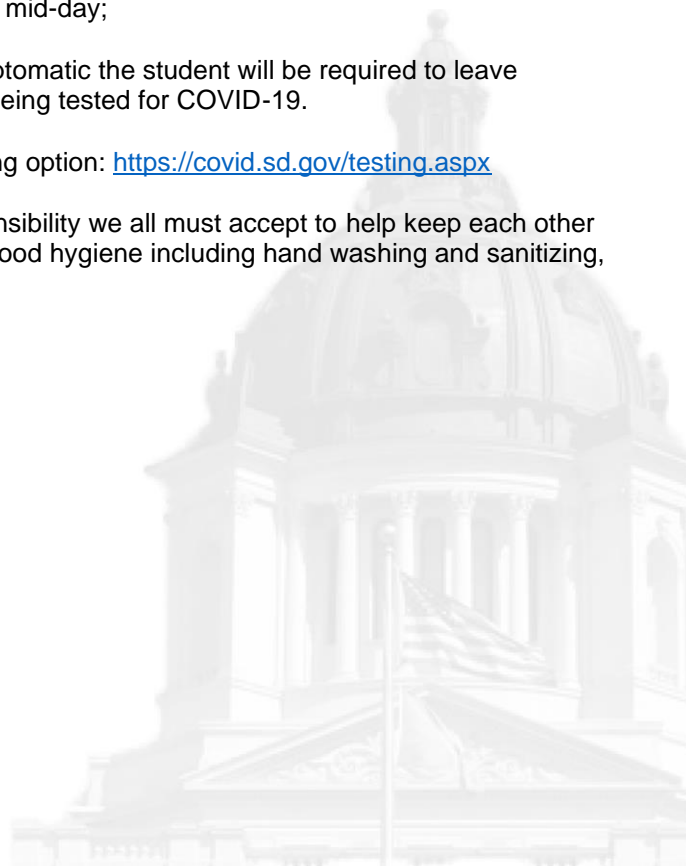 mid-day;
tomatic the student will be required to leave
eing tested for COVID-19.
ng option: https://covid.sd.gov/testing.aspx
nsibility we all must accept to help keep each other
ood hygiene including hand washing and sanitizing,